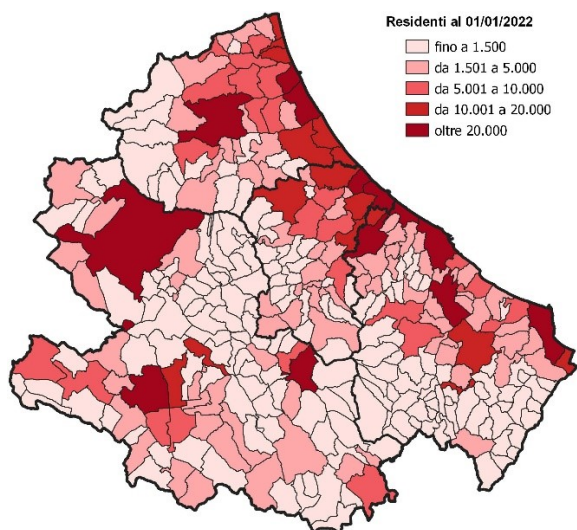 Residenti al 01/01/2022
fino a 1.500
da 1.501 a 5.000
da 5.001 a 10.000
da 10.001 a 20.000
oltre 20.000